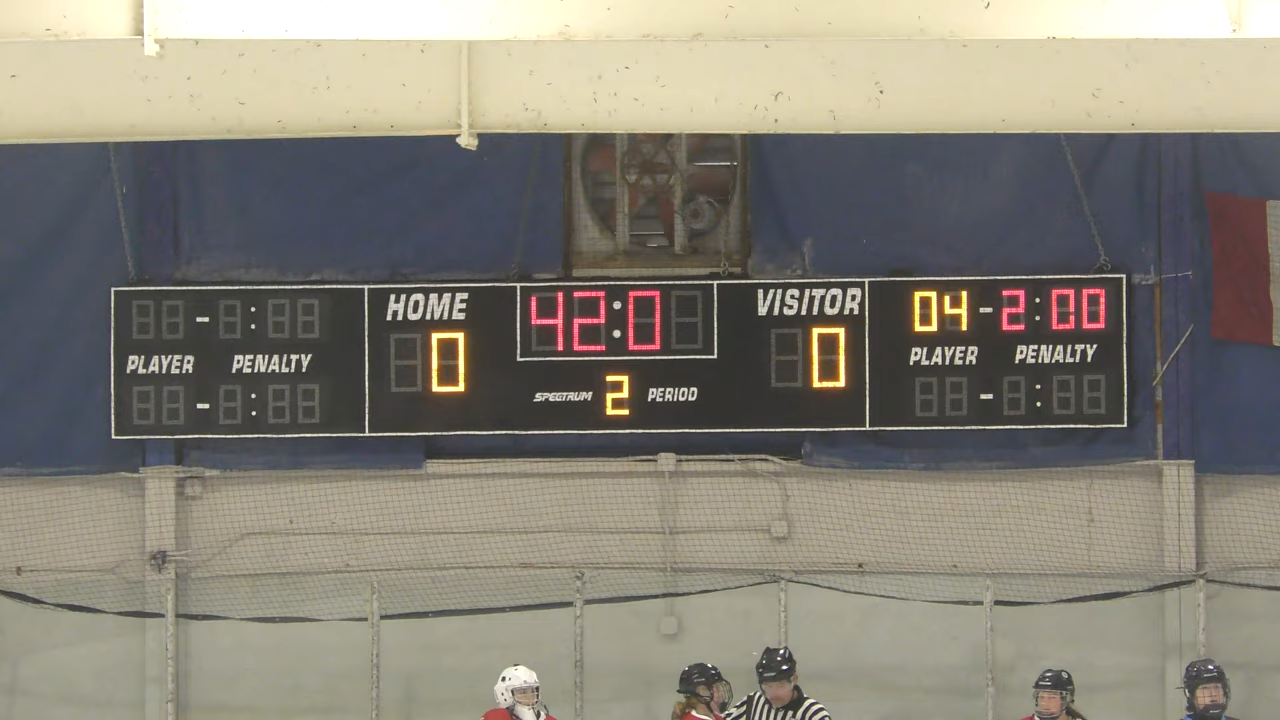 HOME 42:0 VISITOR 04-2:00
PLAYER PENALTY 0 0 PLAYER PENALTY
SPECTRUM 2 PERIOD